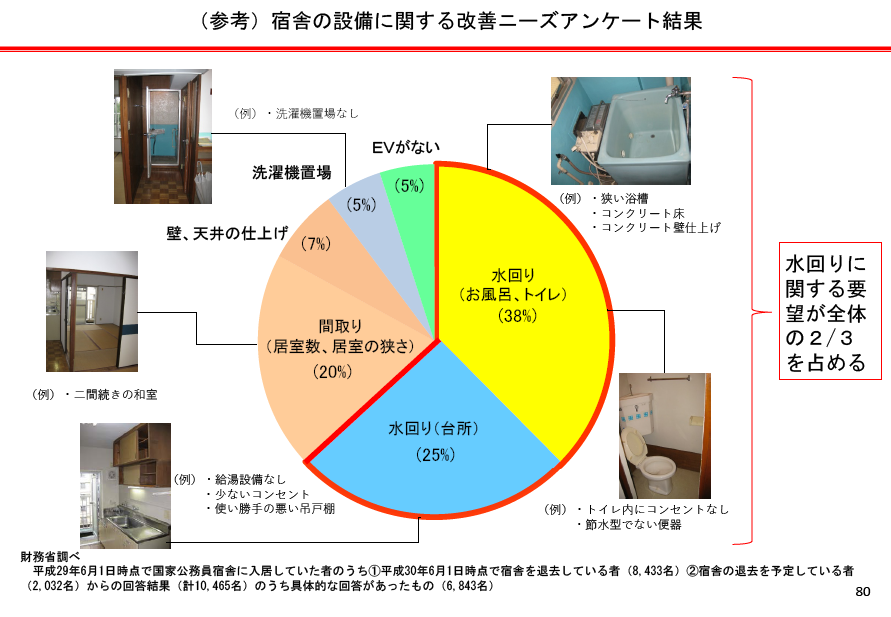 （参考）宿舎の設備に関する改善ニーズアンケート結果
（例）・洗濯機置場なし
EVがない
(5%)
洗濯機置場
(5%)
壁、天井の仕上げ
(7%)
（例）・狭い浴槽
・コンクリート床
・コンクリート壁仕上げ
水回り
（お風呂、トイレ）
(38%)
水回りに
関する要
望が全体
の２/３
を占める
間取り
（居室数、居室の狭さ）
(20%)
（例）・二間続きの和室
水回り（台所）
(25%)
（例）・給湯設備なし
・少ないコンセント
・使い勝手の悪い吊戸棚
（例）・トイレ内にコンセントなし
・節水型でない便器
財務省調べ
平成29年6月1日時点で国家公務員宿舎に入居していた者のうち①平成30年6月1日時点で宿舎を退去している者（8,433名）②宿舎の退去を予定している者
（2,032名）からの回答結果（計10,465名）のうち具体的な回答があったもの（6,843名）
80